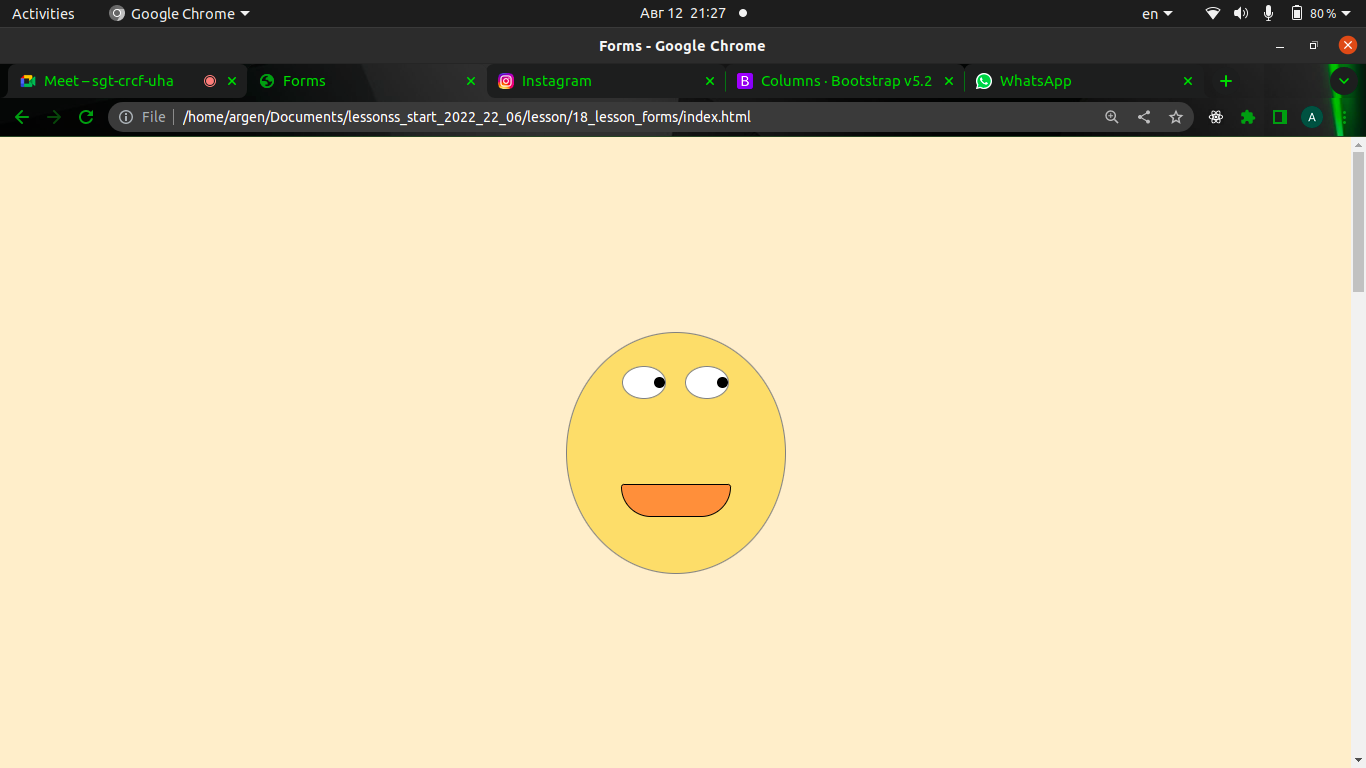 Activities Google Chrome Авг 12 21:27 en 80 %
Forms - Google Chrome
Meet – sgt-crcf-uha Forms Instagram B Columns · Bootstrap v5.2 WhatsApp
File /home/argen/Documents/lessonss_start_2022_22_06/lesson/18_lesson_forms/index.html A